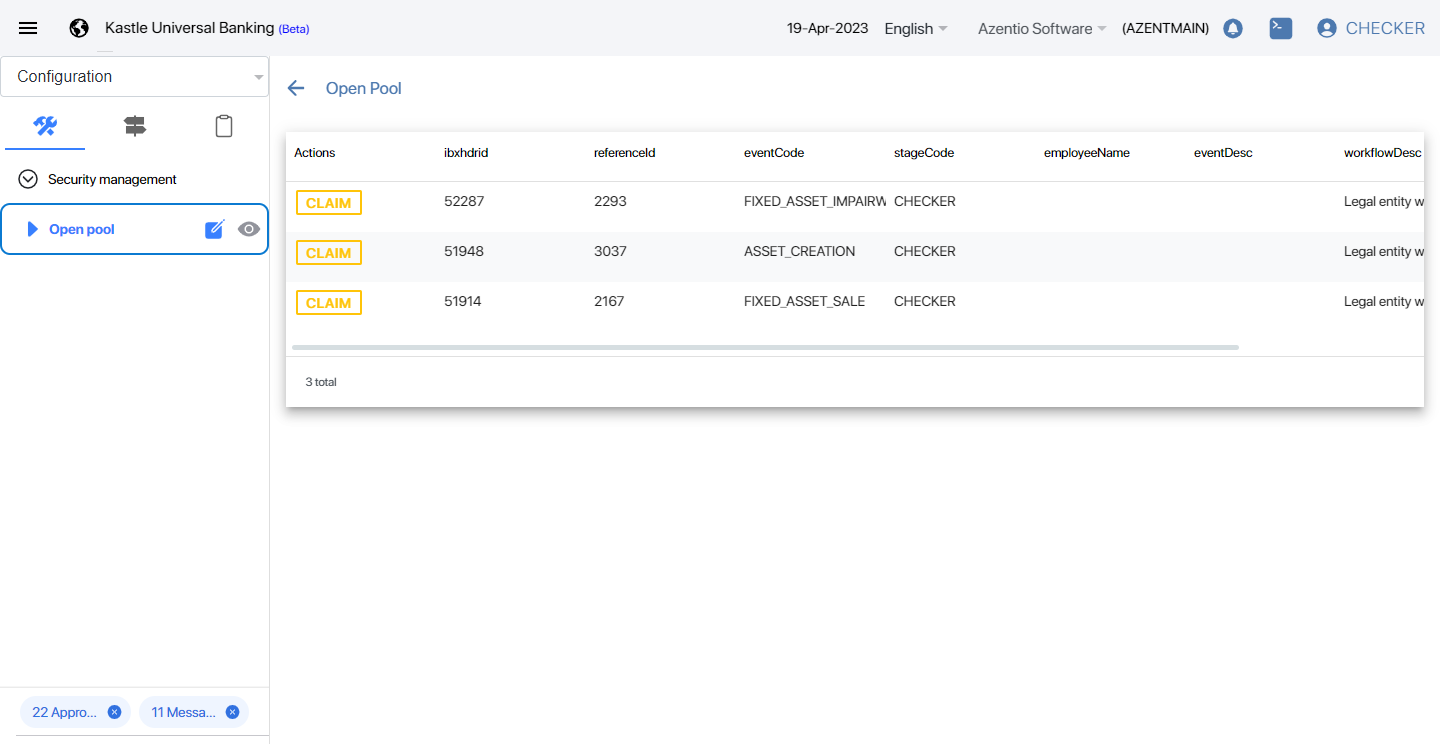 Kastle Universal Banking (Beta)
19-Apr-2023 English Azentio Software (AZENTMAIN) CHECKER
Configuration
Security management
Open pool
22 Appro... 11 Messa...
Open Pool
Actions ibxhdrid referenceId eventCode stageCode employeeName eventDesc workflowDesc
CLAIM 52287 2293 FIXED_ASSET_IMPAIRW CHECKER Legal entity w
CLAIM 51948 3037 ASSET_CREATION CHECKER Legal entity w
CLAIM 51914 2167 FIXED_ASSET_SALE CHECKER Legal entity w
3 total